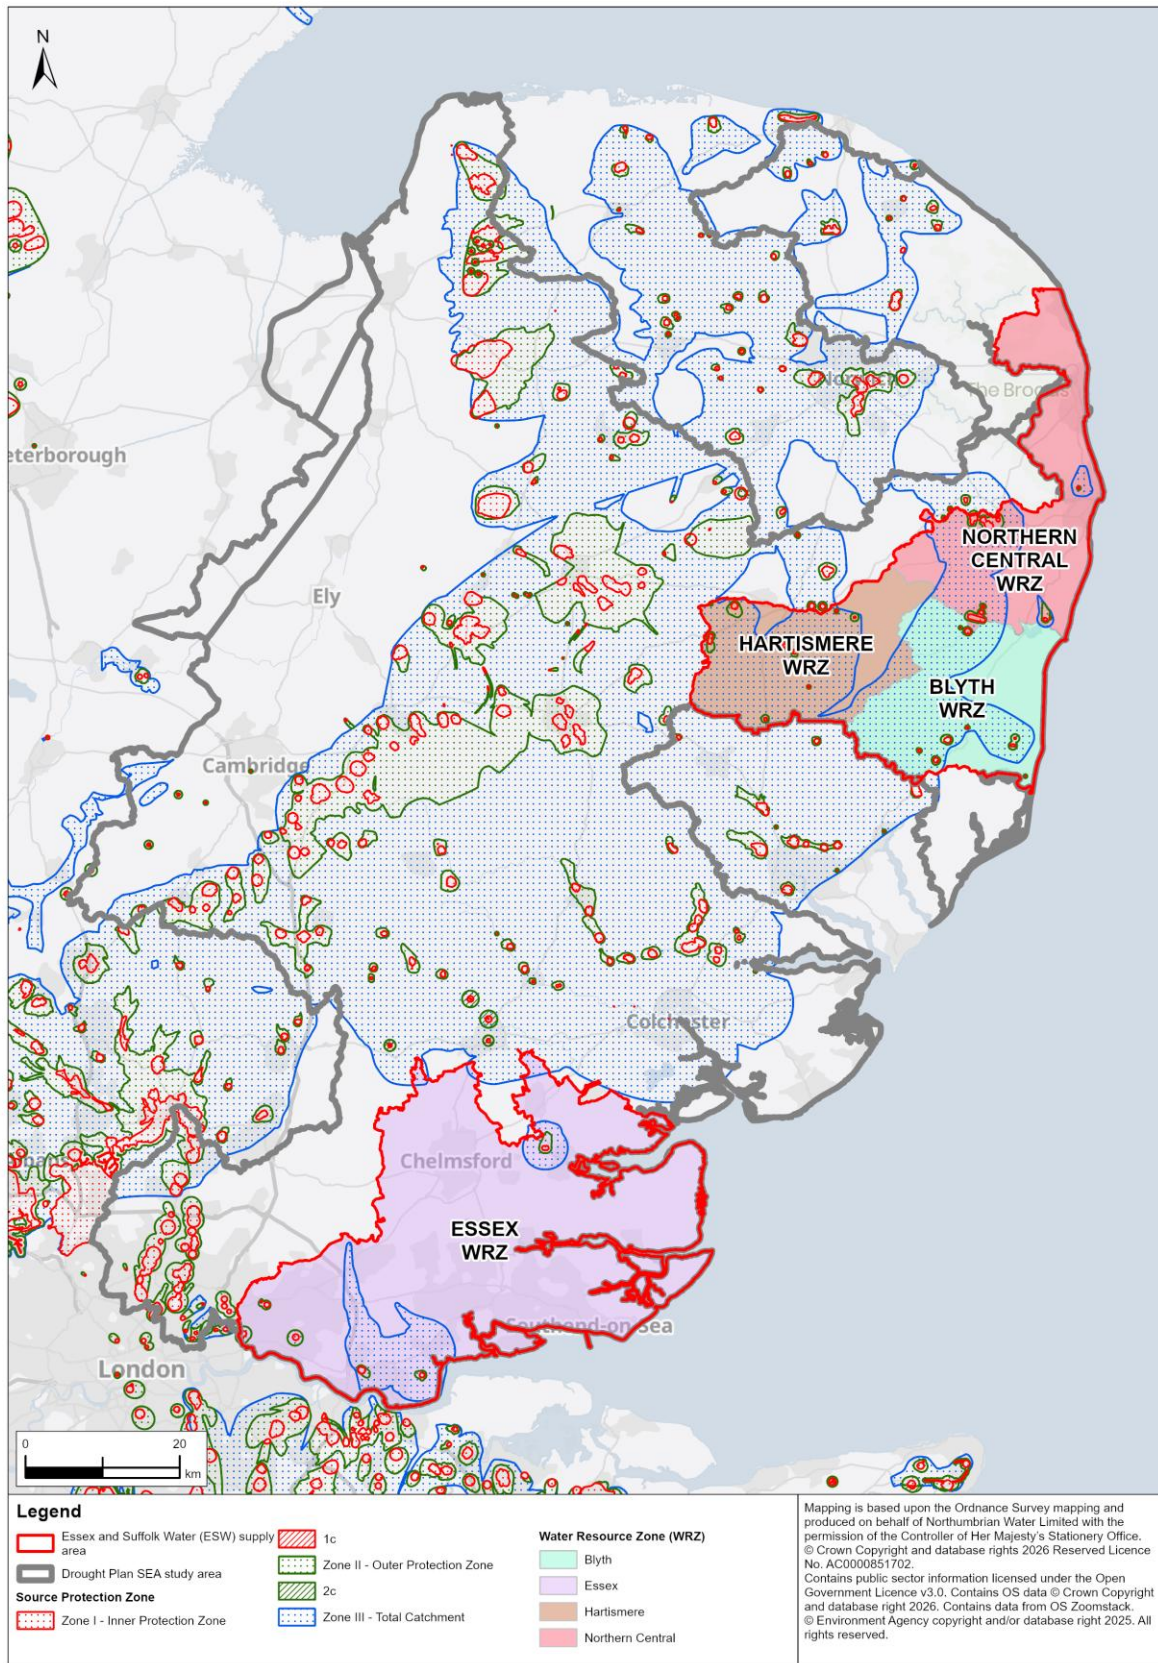 N
The Broads
eterborough
NORTHERN
CENTRAL
WRZ
Ely
HARTISMERE
WRZ
BLYTH
WRZ
Cambridge
Colchester
Chelmsford
ESSEX
WRZ
Southend-on-Sea
London
0 20
km
Legend
Essex and Suffolk Water (ESW) supply
area
Drought Plan SEA study area
Source Protection Zone
Zone I - Inner Protection Zone
1c
Zone II - Outer Protection Zone
2c
Zone III - Total Catchment
Water Resource Zone (WRZ)
Blyth
Essex
Hartismere
Northern Central
Mapping is based upon the Ordnance Survey mapping and
produced on behalf of Northumbrian Water Limited with the
permission of the Controller of Her Majesty's Stationery Office.
© Crown Copyright and database rights 2026 Reserved Licence
No. AC0000851702.
Contains public sector information licensed under the Open
Government Licence v3.0. Contains OS data © Crown Copyright
and database right 2026. Contains data from OS Zoomstack.
© Environment Agency copyright and/or database right 2025. All
rights reserved.